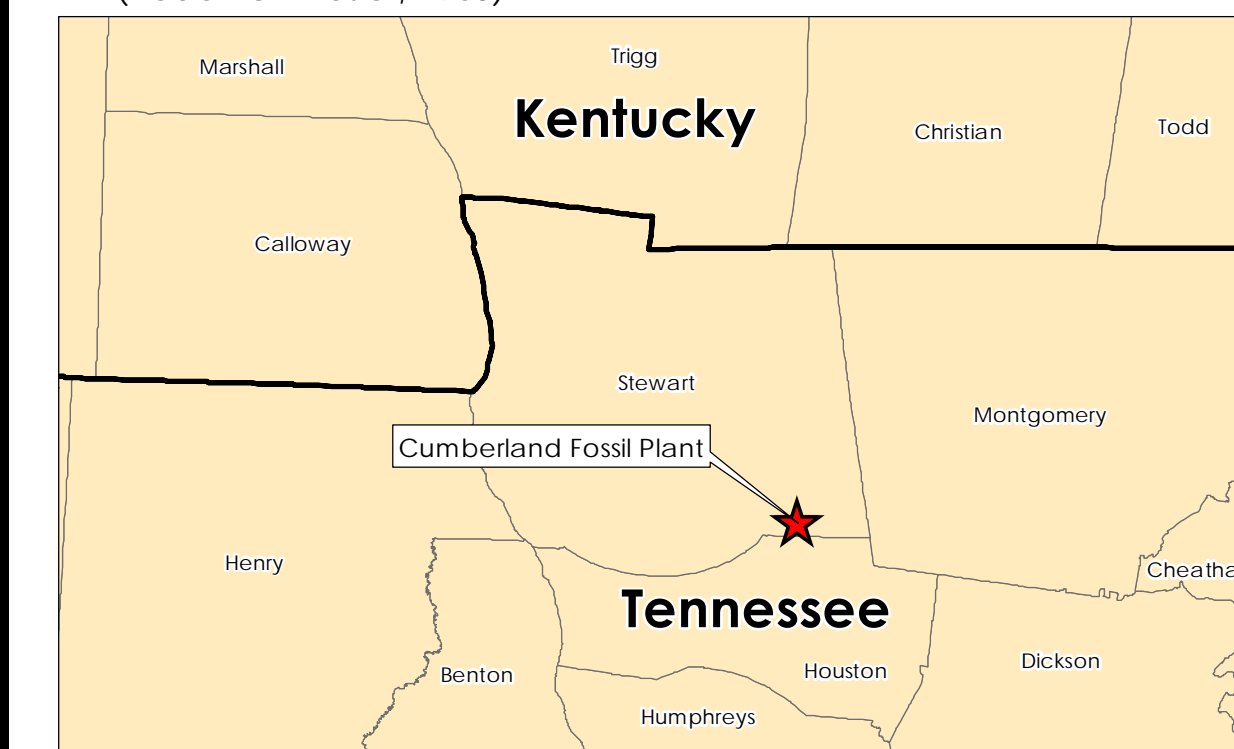 Marshall
Trigg
Kentucky
Christian
Todd
Calloway
Stewart
Montgomery
Cumberland Fossil Plant
Henry
Cheatha
Tennessee
Benton
Houston
Dickson
Humphreys